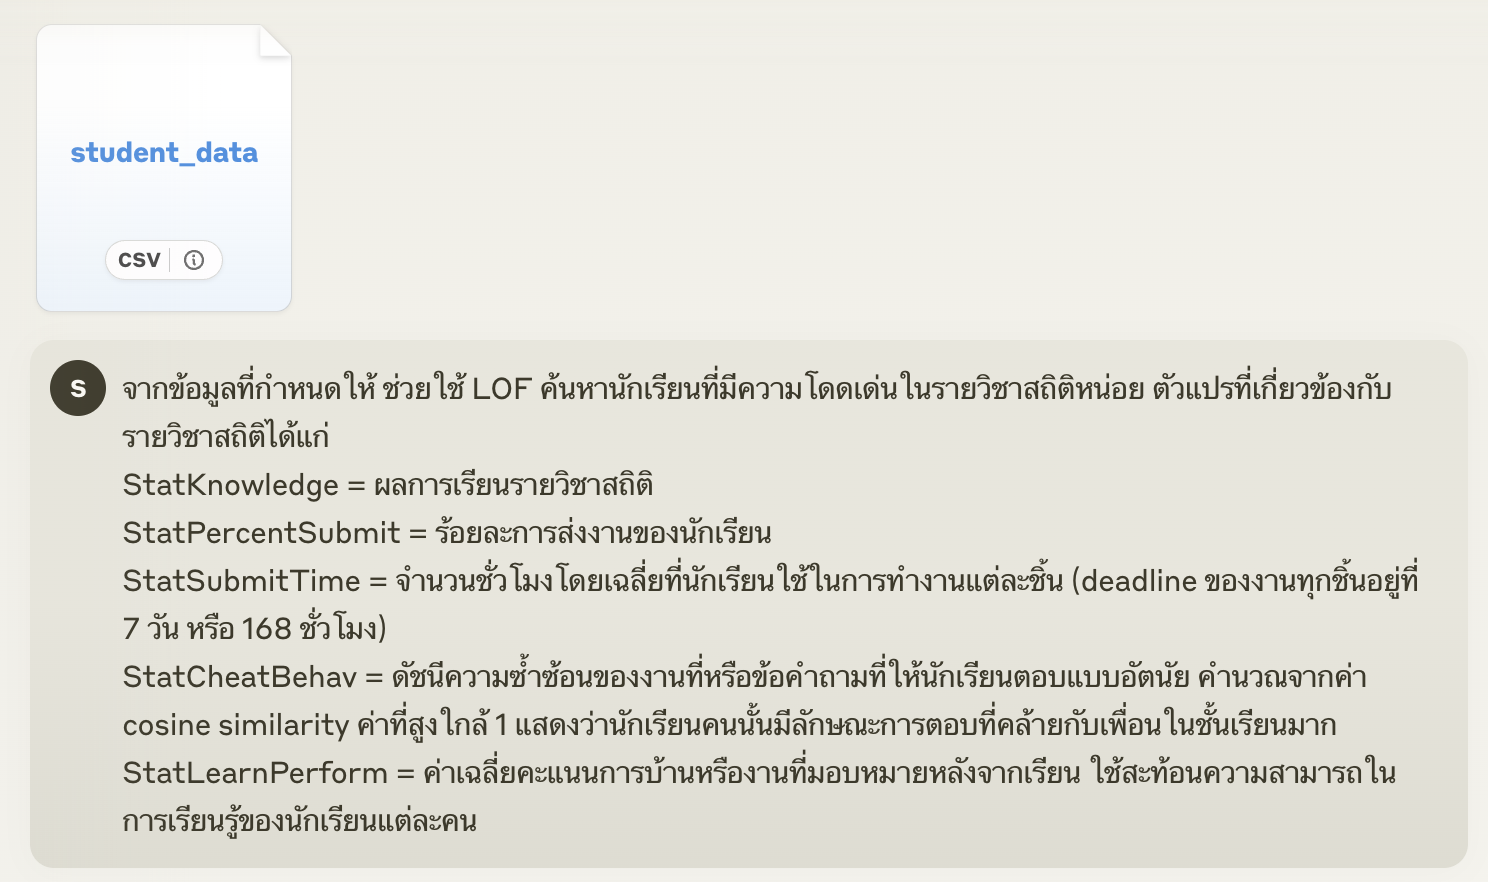 student_data
CSV
S
จากข้อมูลที่กำหนดให้ ช่วยใช้ LOF ค้นหานักเรียนที่มีความโดดเด่นในรายวิชาสถิติหน่อย ตัวแปรที่เกี่ยวข้องกับ
รายวิชาสถิติได้แก่
StatKnowledge = ผลการเรียนรายวิชาสถิติ
StatPercentSubmit = ร้อยละการส่งงานของนักเรียน
StatSubmitTime = จำนวนชั่วโมงโดยเฉลี่ยที่นักเรียนใช้ในการทำงานแต่ละชิ้น (deadline ของงานทุกชิ้นอยู่ที่
7 วัน หรือ 168 ชั่วโมง)
StatCheatBehav = ดัชนีความซ้ำซ้อนของงานที่หรือข้อคำถามที่ให้นักเรียนตอบแบบอัตนัย คำนวณจากค่า
cosine similarity ค่าที่สูงใกล้ 1 แสดงว่านักเรียนคนนั้นมีลักษณะการตอบที่คล้ายกับเพื่อนในชั้นเรียนมาก
StatLearnPerform = ค่าเฉลี่ยคะแนนการบ้านหรืองานที่มอบหมายหลังจากเรียน ใช้สะท้อนความสามารถใน
การเรียนรู้ของนักเรียนแต่ละคน